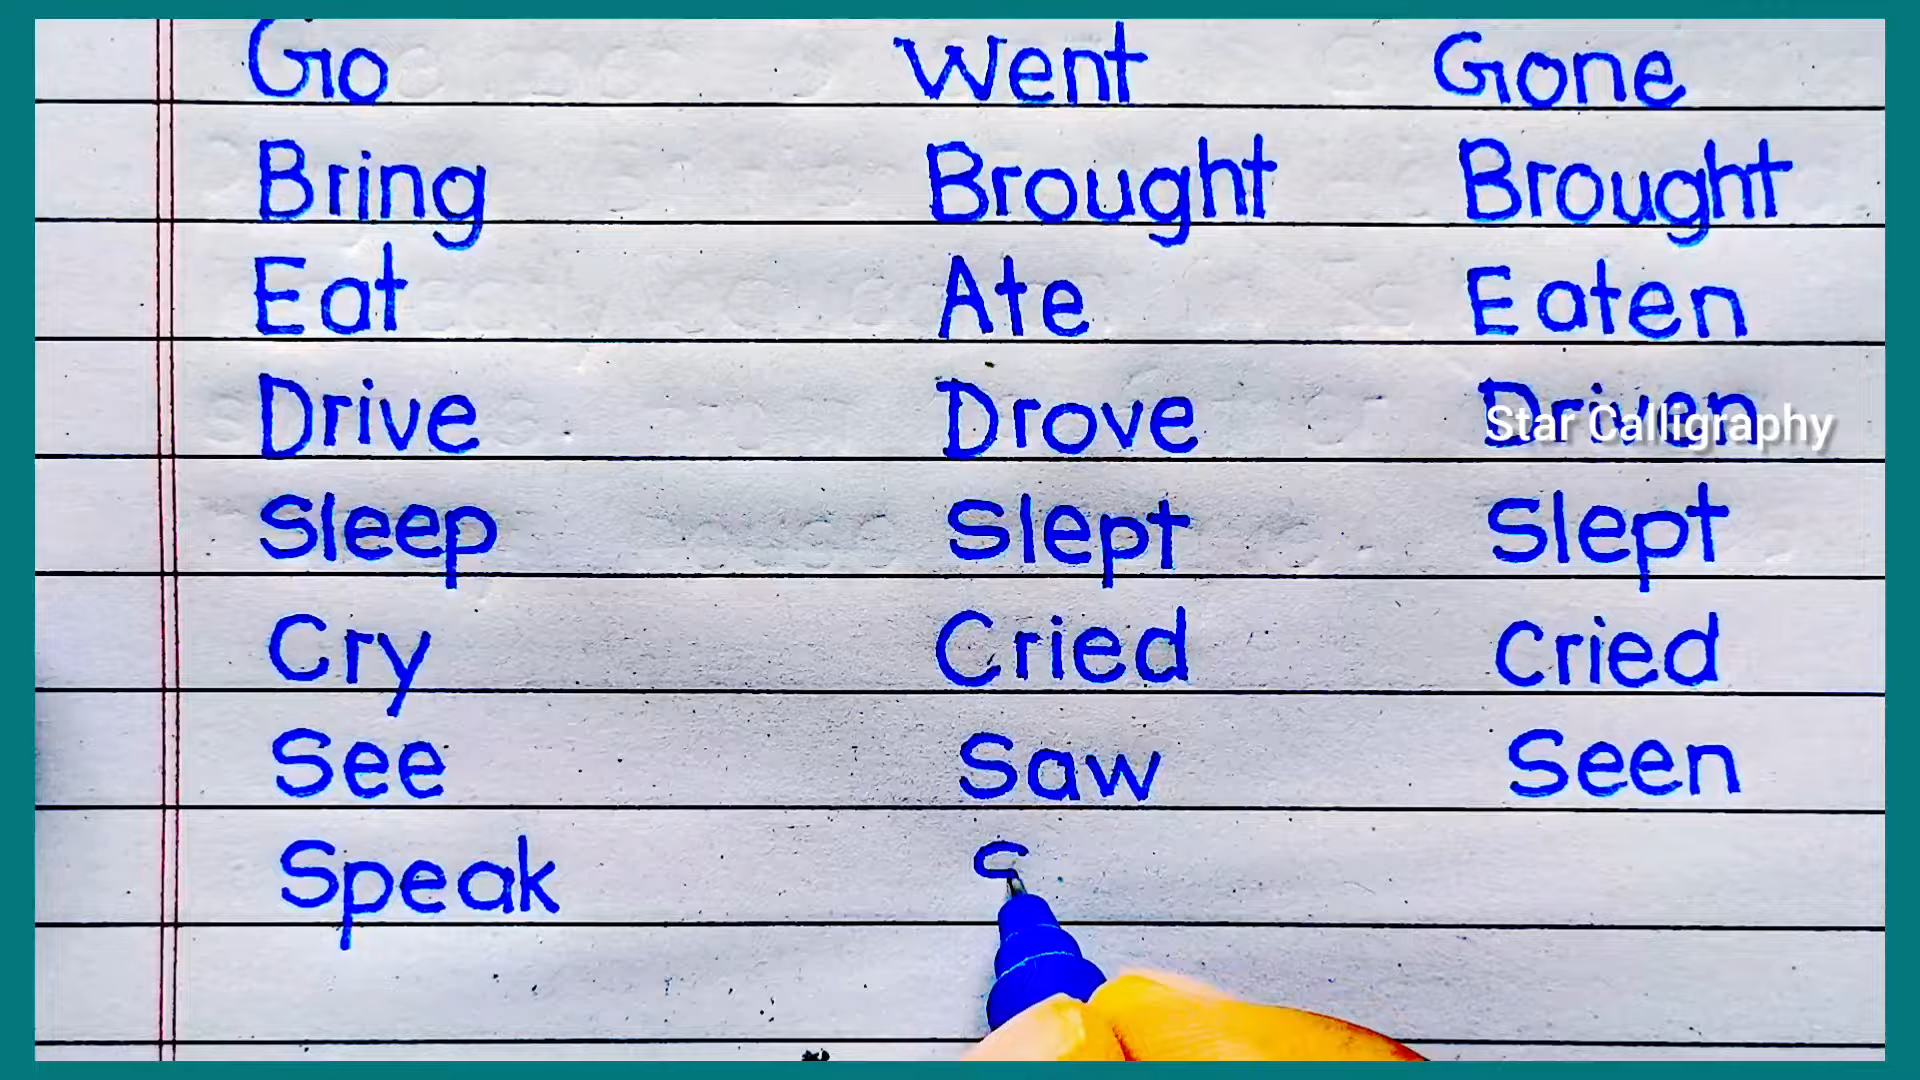 Go Went Gone
Bring Brought Brought
Eat Ate Eaten
Drive Drove Driven
Star Calligraphy
Sleep Slept Slept
Cry Cried Cried
See Saw Seen
Speak S